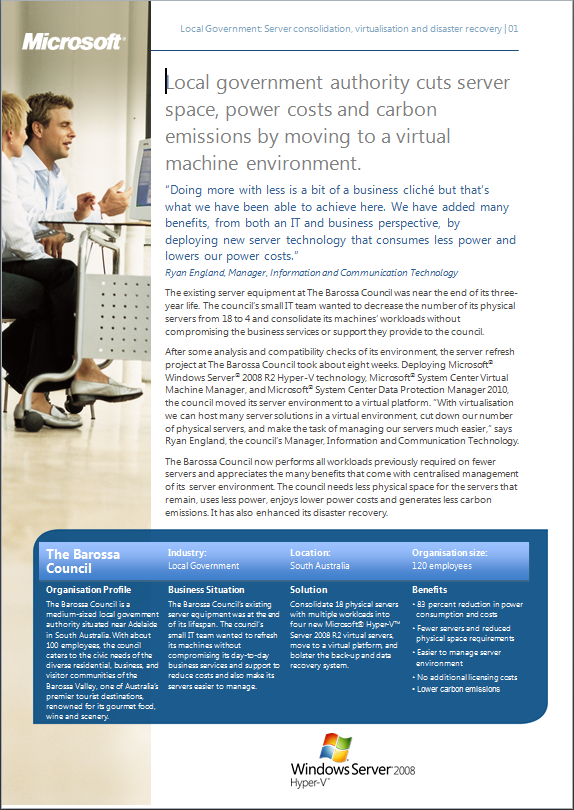 Microsoft®
Local Government: Server consolidation, virtualisation and disaster recovery | 01
Local government authority cuts server
space, power costs and carbon
emissions by moving to a virtual
machine environment.
"Doing more with less is a bit of a business cliché but that's
what we have been able to achieve here. We have added many
benefits, from both an IT and business perspective, by
deploying new server technology that consumes less power and
lowers our power costs."
Ryan England, Manager, Information and Communication Technology
The existing server equipment at The Barossa Council was near the end of its three-
year life. The council's small IT team wanted to decrease the number of its physical
servers from 18 to 4 and consolidate its machines' workloads without
compromising the business services or support they provide to the council.
After some analysis and compatibility checks of its environment, the server refresh
project at The Barossa Council took about eight weeks. Deploying Microsoft®
Windows Server® 2008 R2 Hyper-V technology, Microsoft® System Center Virtual
Machine Manager, and Microsoft® System Center Data Protection Manager 2010,
the council moved its server environment to a virtual platform. "With virtualisation
we can host many server solutions in a virtual environment, cut down our number
of physical servers, and make the task of managing our servers much easier," says
Ryan England, the council's Manager, Information and Communication Technology.
The Barossa Council now performs all workloads previously required on fewer
servers and appreciates the many benefits that come with centralised management
of its server environment. The council needs less physical space for the servers that
remain, uses less power, enjoys lower power costs and generates less carbon
emissions. It has also enhanced its disaster recovery.
The Barossa
Council
Industry:
Local Government
Location:
South Australia
Organisation size:
120 employees
Organisation Profile
The Barossa Council is a
medium-sized local government
authority situated near Adelaide
in South Australia. With about
100 employees, the council
caters to the civic needs of the
diverse residential, business, and
visitor communities of the
Barossa Valley, one of Australia's
premier tourist destinations,
renowned for its gourmet food,
wine and scenery.
Business Situation
The Barossa Council's existing
server equipment was at the end
of its lifespan. The council's
small IT team wanted to refresh
its machines without
compromising its day-to-day
business services and support to
reduce costs and also make its
servers easier to manage.
Solution
Consolidate 18 physical servers
with multiple workloads into
four new Microsoft® Hyper-V™
Server 2008 R2 virtual servers,
move to a virtual platform, and
bolster the back-up and data
recovery system.
Benefits
• 83 percent reduction in power
consumption and costs
• Fewer servers and reduced
physical space requirements
• Easier to manage server
environment
• No additional licensing costs
• Lower carbon emissions
Windows Server® 2008
Hyper-V™